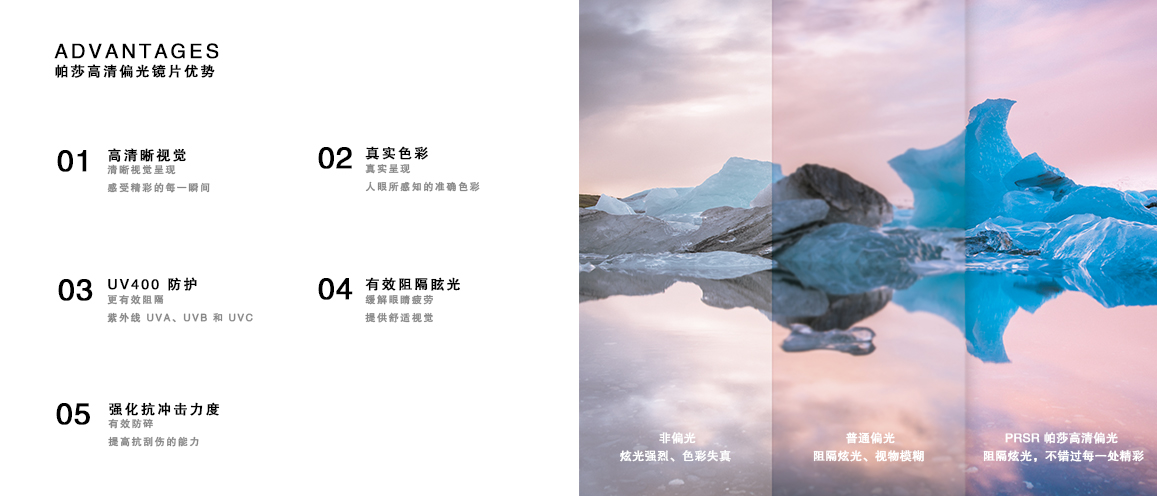 ADVANTAGES
帕莎高清偏光镜片优势
01
高清晰视觉
清晰视觉呈现
感受精彩的每一瞬间
02
真实色彩
真实呈现
人眼所感知的准确色彩
03
UV400 防护
更有效阻隔
紫外线 UVA、UVB 和 UVC
04
有效阻隔眩光
缓解眼睛疲劳
提供舒适视觉
05
强化抗冲击力度
有效防碎
提高抗刮伤的能力
非偏光
炫光强烈、色彩失真
普通偏光
阻隔炫光、视物模糊
PRSR 帕莎高清偏光
阻隔炫光，不错过每一处精彩